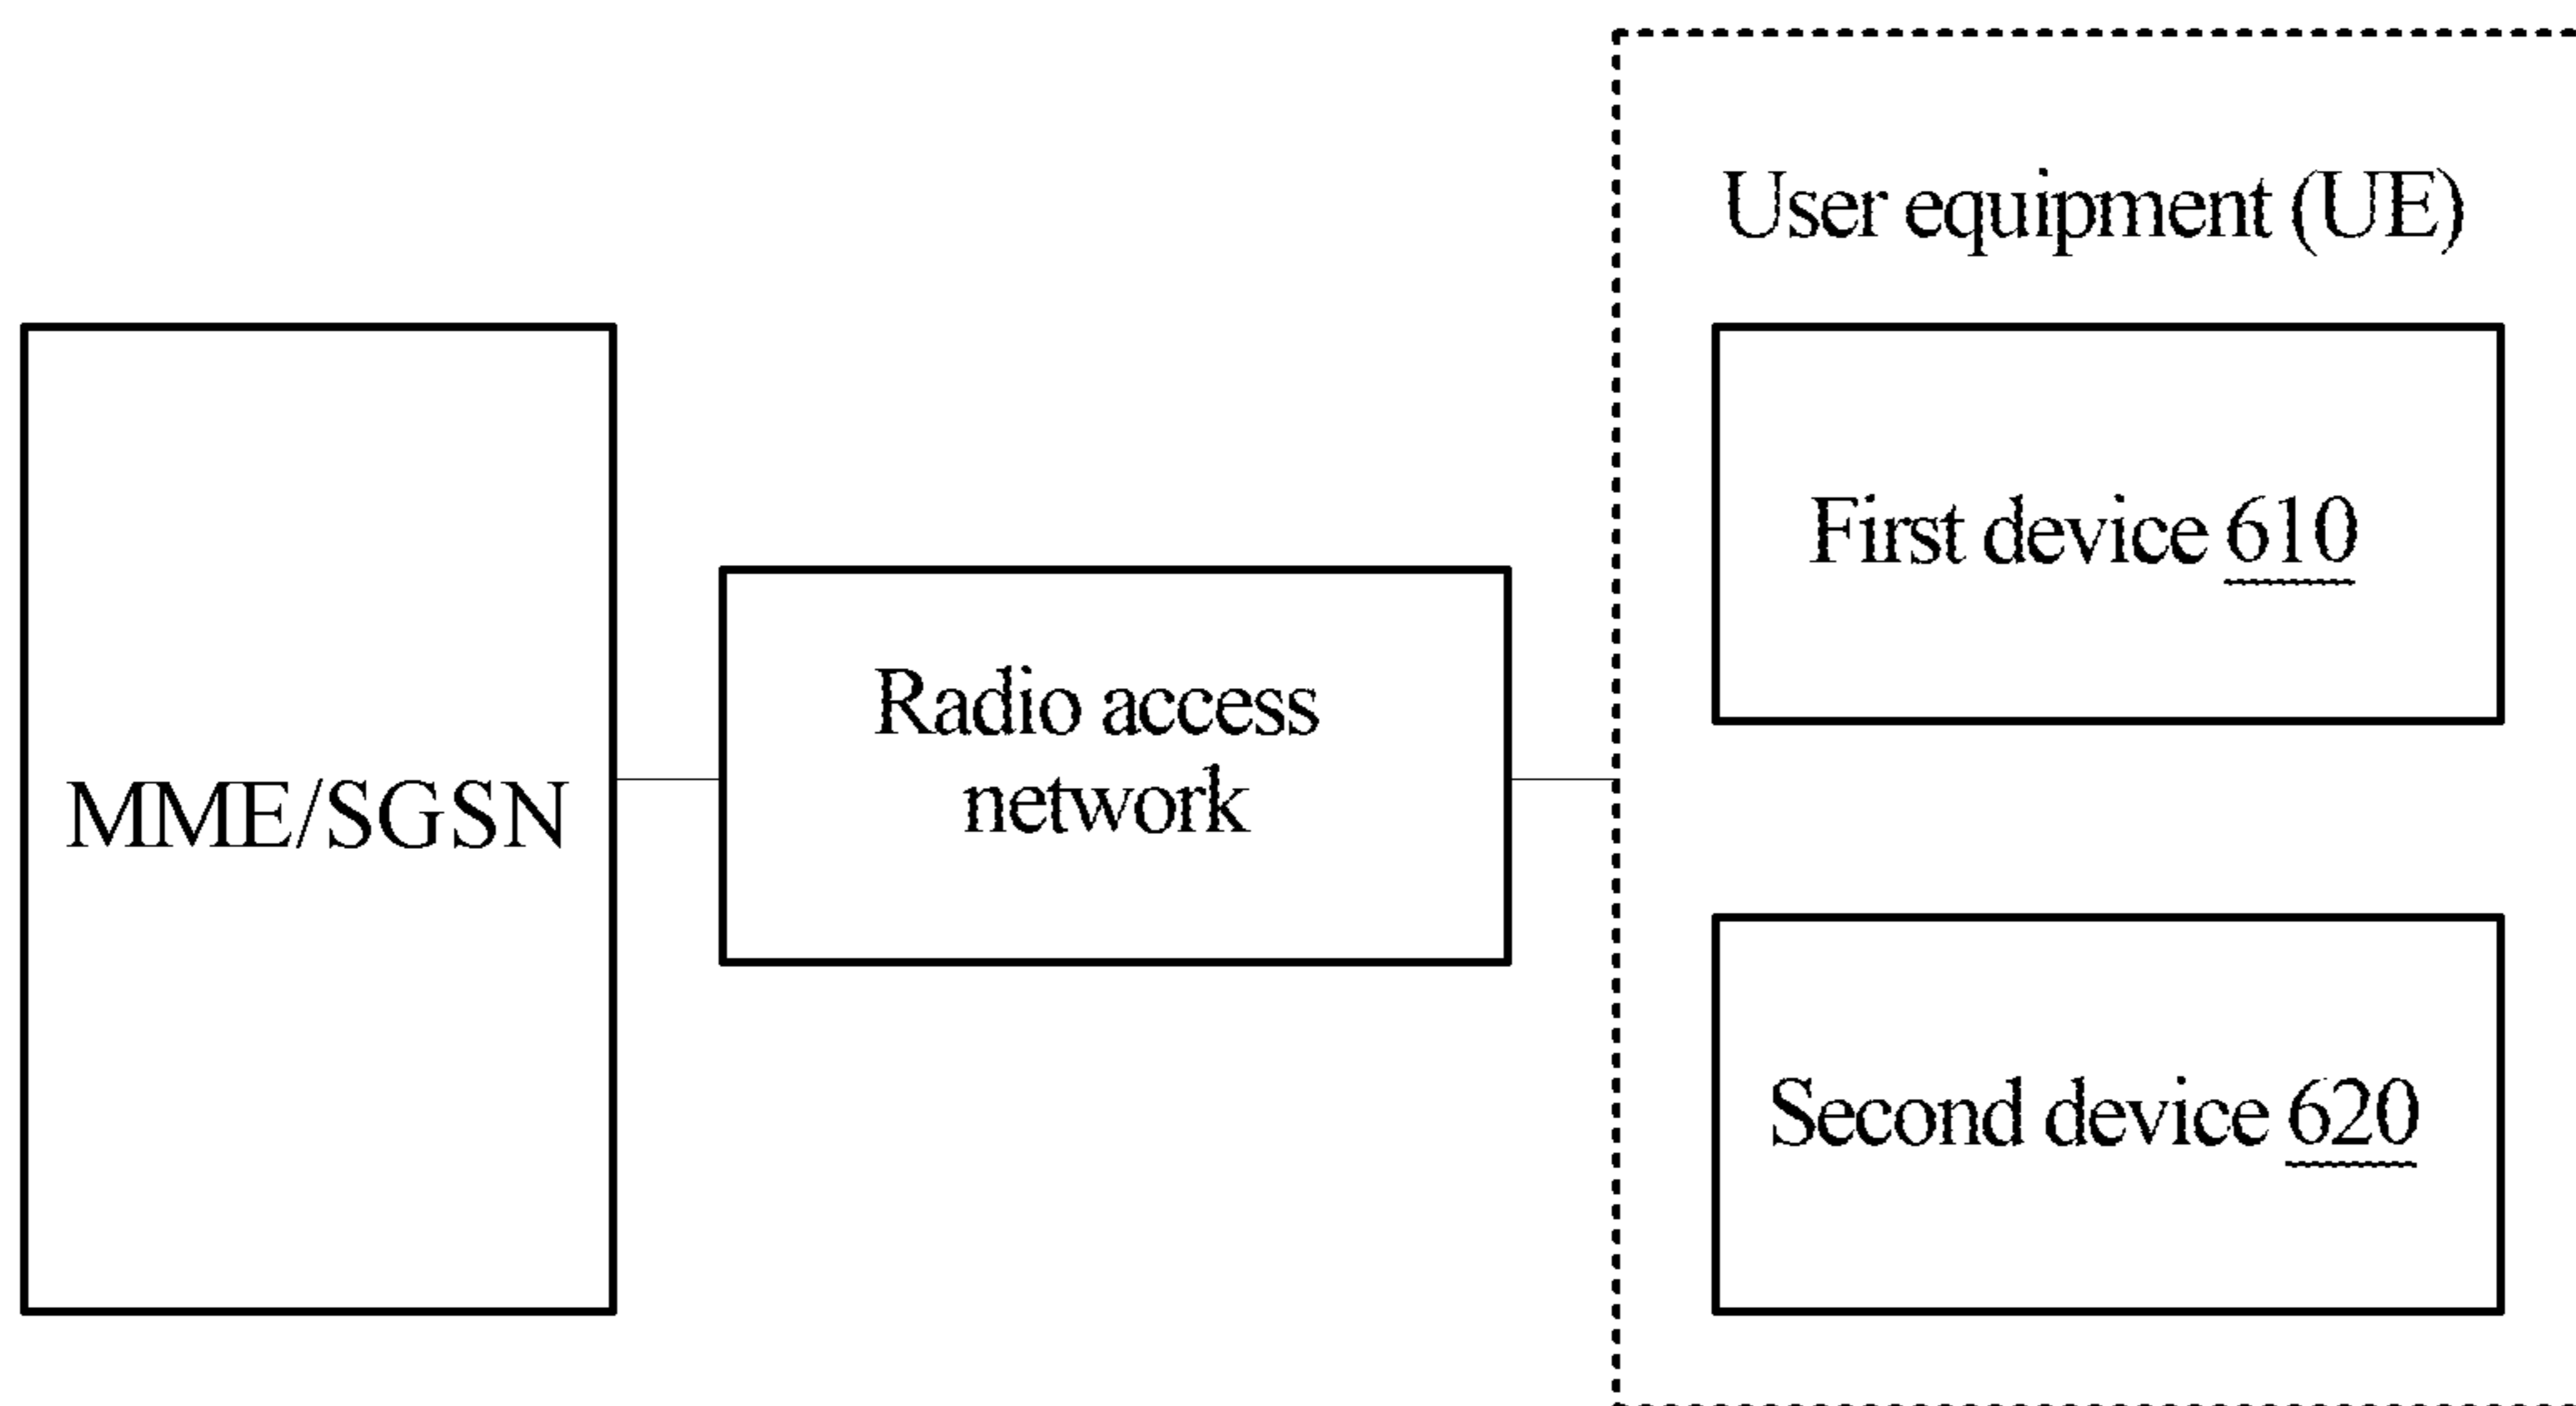 User equipment (UE)
First device 610
MME/SGSN
Radio access
network
Second device 620